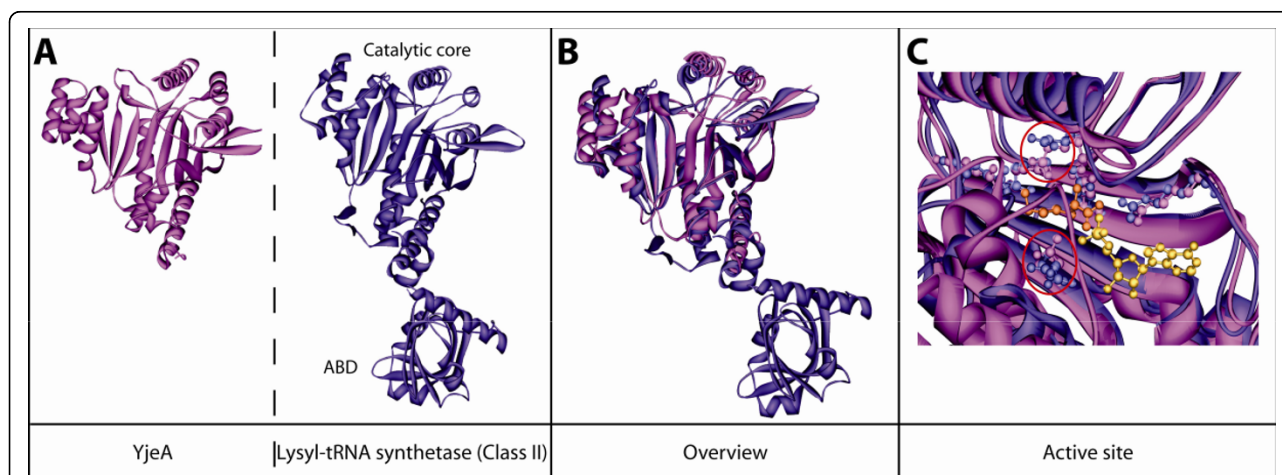 A
Catalytic core
ABD
B
C
YjeA
Lysyl-tRNA synthetase (Class II)
Overview
Active site